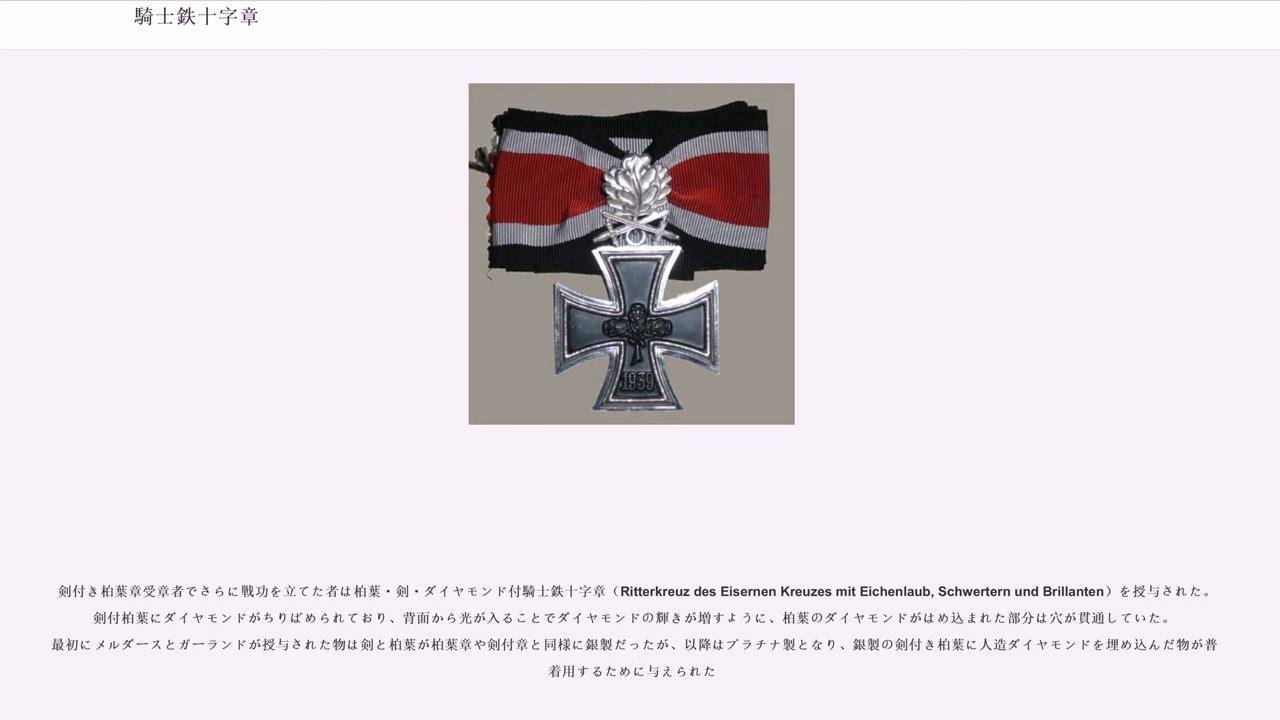 騎士鉄十字章
1939
剣付き柏葉章受章者でさらに戦功を立てた者は柏葉・剣・ダイヤモンド付騎士鉄十字章（Ritterkreuz des Eisernen Kreuzes mit Eichenlaub, Schwertern und Brillanten）を授与された。
剣付柏葉にダイヤモンドがちりばめられており、背面から光が入ることでダイヤモンドの輝きが増すように、柏葉のダイヤモンドがはめ込まれた部分は穴が貫通していた。
最初にメルダースとガーランドが授与された物は剣と柏葉が柏葉章や剣付章と同様に銀製だったが、以降はプラチナ製となり、銀製の剣付き柏葉に人造ダイヤモンドを埋め込んだ物が普
着用するために与えられた